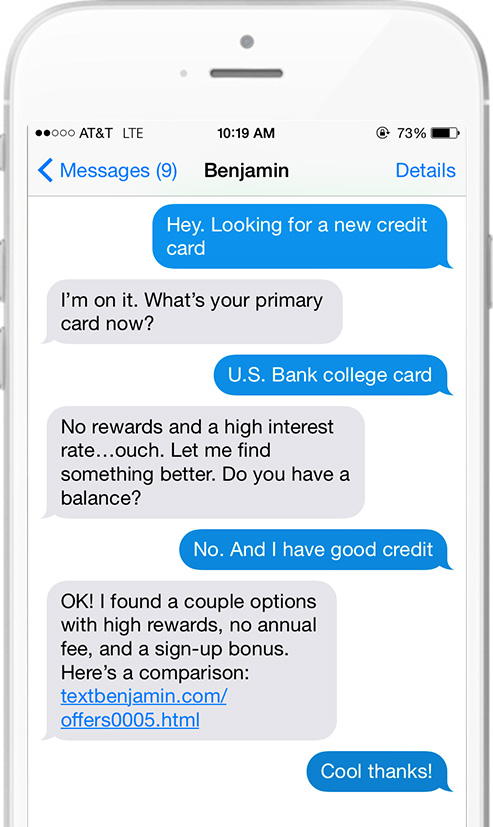 AT&T LTE 10:19 AM 73%
Messages (9) Benjamin Details
Hey. Looking for a new credit
card
I’m on it. What’s your primary
card now?
U.S. Bank college card
No rewards and a high interest
rate…ouch. Let me find
something better. Do you have a
balance?
No. And I have good credit
OK! I found a couple options
with high rewards, no annual
fee, and a sign-up bonus.
Here’s a comparison:
textbenjamin.com/
offers0005.html
Cool thanks!